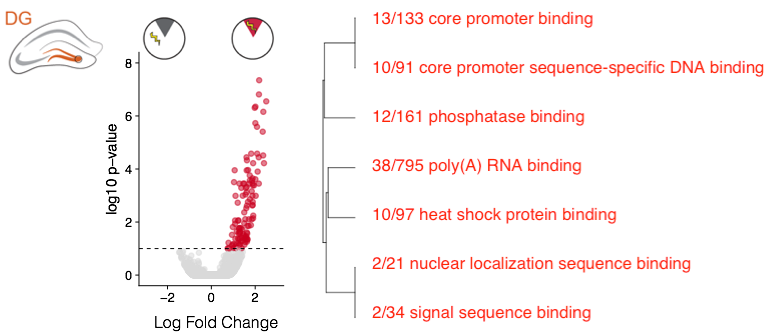 DG
log10 p-value
8
6
4
2
0
-2
0
2
Log Fold Change
13/133 core promoter binding
10/91 core promoter sequence-specific DNA binding
12/161 phosphatase binding
38/795 poly(A) RNA binding
10/97 heat shock protein binding
2/21 nuclear localization sequence binding
2/34 signal sequence binding